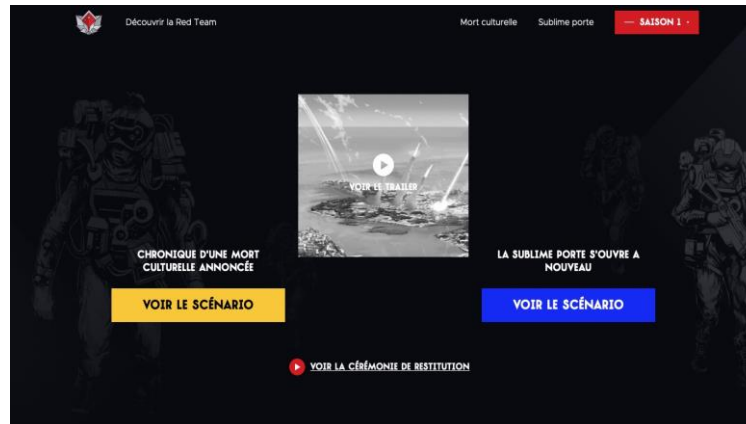 Découvrir la Red Team
Mort culturelle
Sublime porte
— SAISON 1 -
VOIR LE TRAILER
CHRONIQUE D'UNE MORT
CULTURELLE ANNONCÉE
VOIR LE SCÉNARIO
LA SUBLIME PORTE S'OUVRE A
NOUVEAU
VOIR LE SCÉNARIO
VOIR LA CÉRÉMONIE DE RESTITUTION